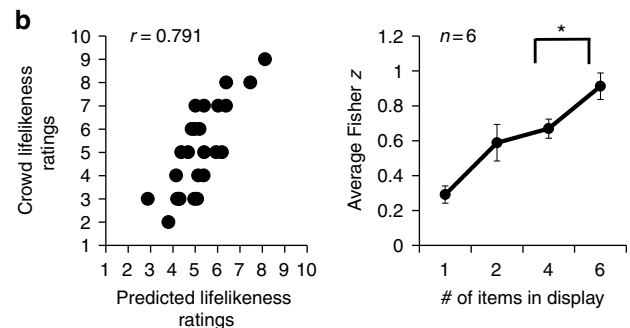 b
r = 0.791
10
9
8
7
6
5
4
3
2
1
1 2 3 4 5 6 7 8 9 10
Crowd lifelikeness
ratings
Predicted lifelikeness
ratings
n=6
*
1.2
1
0.8
0.6
0.4
0.2
0
1 2 4 6
Average Fisher z
# of items in display